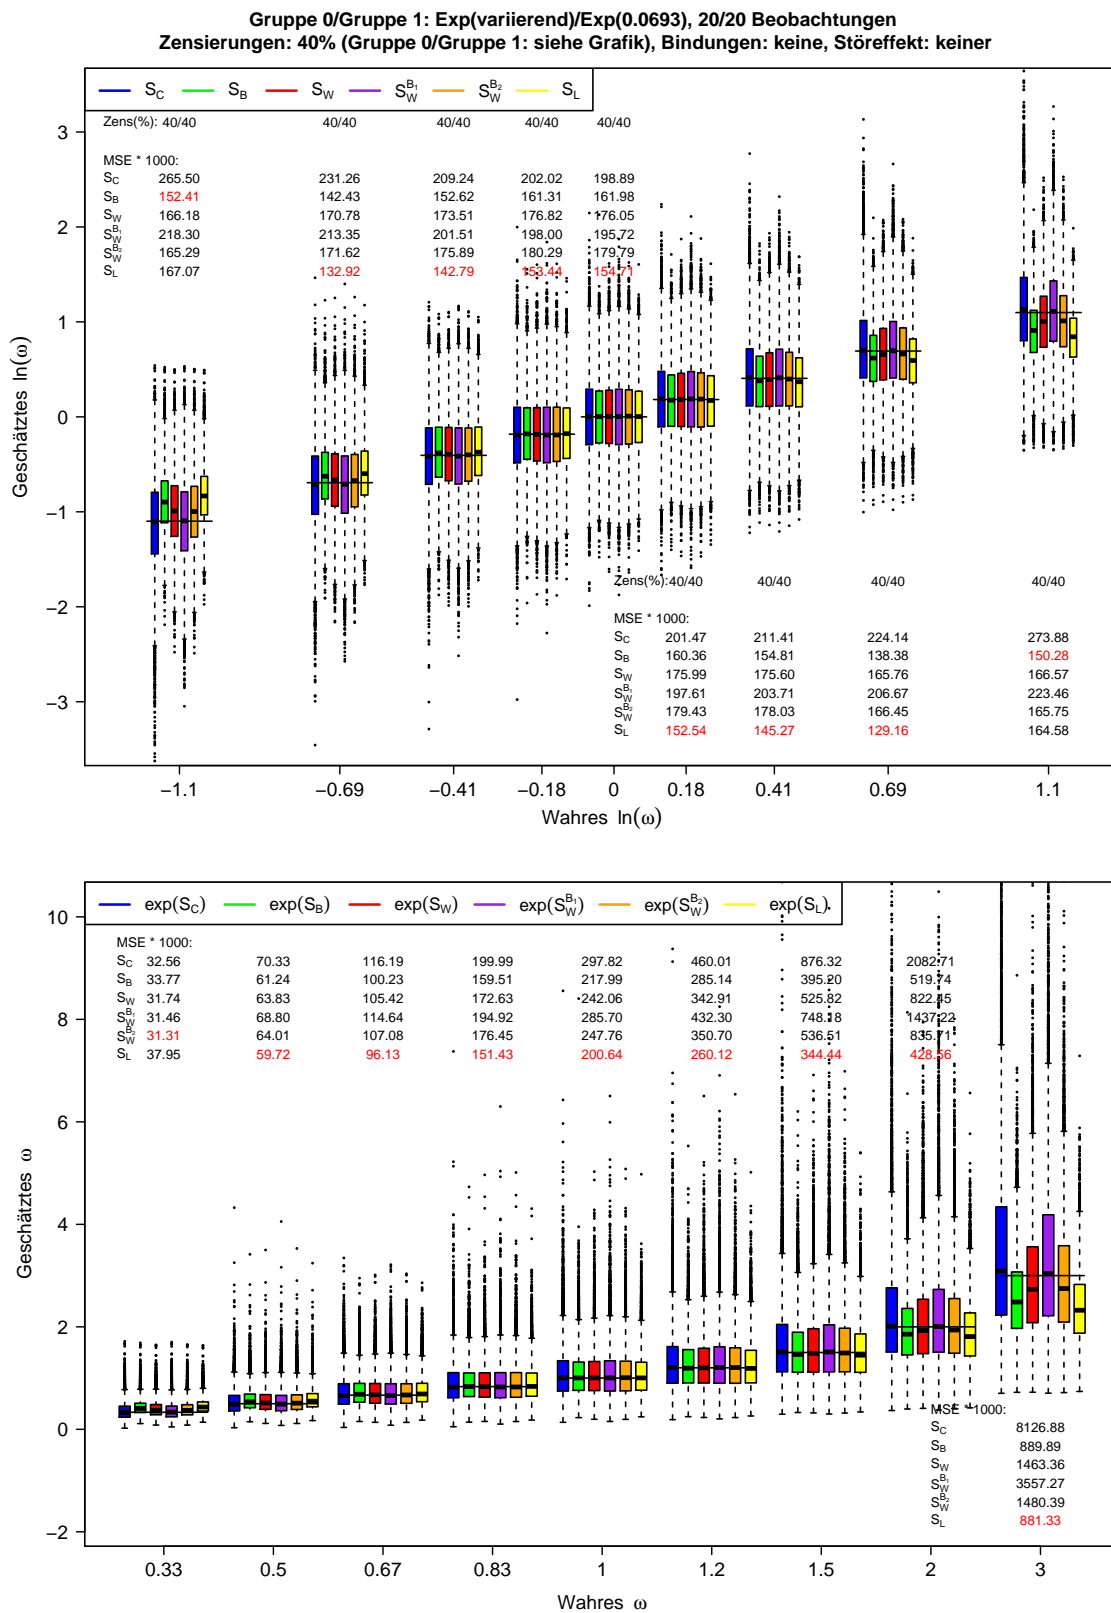 Gruppe 0/Gruppe 1: Exp(variierend)/Exp(0.0693), 20/20 Beobachtungen
Zensierungen: 40% (Gruppe 0/Gruppe 1: siehe Grafik), Bindungen: keine, Störeffekt: keiner
S_C S_B S_W S_W^B₁ S_W^B₂ S_L
Zens(%): 40/40 40/40 40/40 40/40 40/40
MSE * 1000:
S_C 265.50 231.26 209.24 202.02 198.89
S_B 152.41 142.43 152.62 161.31 161.98
S_W 166.18 170.78 173.51 176.82 176.05
S_W^B₁ 218.30 213.35 201.51 198.00 195.72
S_W^B₂ 165.29 171.62 175.89 180.29 179.79
S_L 167.07 132.92 142.79 153.44 154.71
Zens(%): 40/40 40/40 40/40 40/40
MSE * 1000:
S_C 201.47 211.41 224.14 273.88
S_B 160.36 154.81 138.38 150.28
S_W 175.99 175.60 165.76 166.57
S_W^B₁ 197.61 203.71 206.67 223.46
S_W^B₂ 179.43 178.03 166.45 165.75
S_L 152.54 145.27 129.16 164.58
3
2
1
0
−1
−2
−3
Geschätztes ln(ω)
−1.1 −0.69 −0.41 −0.18 0 0.18 0.41 0.69 1.1
Wahres ln(ω)
exp(S_C) exp(S_B) exp(S_W) exp(S_W^B₁) exp(S_W^B₂) exp(S_L)
MSE * 1000:
S_C 32.56 70.33 116.19 199.99 297.82 460.01 876.32 2082.71
S_B 33.77 61.24 100.23 159.51 217.99 285.14 395.20 519.74
S_W 31.74 63.83 105.42 172.63 242.06 342.91 525.82 822.45
S_W^B₁ 31.46 68.80 114.64 194.92 285.70 432.30 748.18 1437.22
S_W^B₂ 31.31 64.01 107.08 176.45 247.76 350.70 536.51 835.71
S_L 37.95 59.72 96.13 151.43 200.64 260.12 344.44 428.56
MSE * 1000:
S_C 8126.88
S_B 889.89
S_W 1463.36
S_W^B₁ 3557.27
S_W^B₂ 1480.39
S_L 881.33
10
8
6
4
2
0
−2
Geschätztes ω
0.33 0.5 0.67 0.83 1 1.2 1.5 2 3
Wahres ω